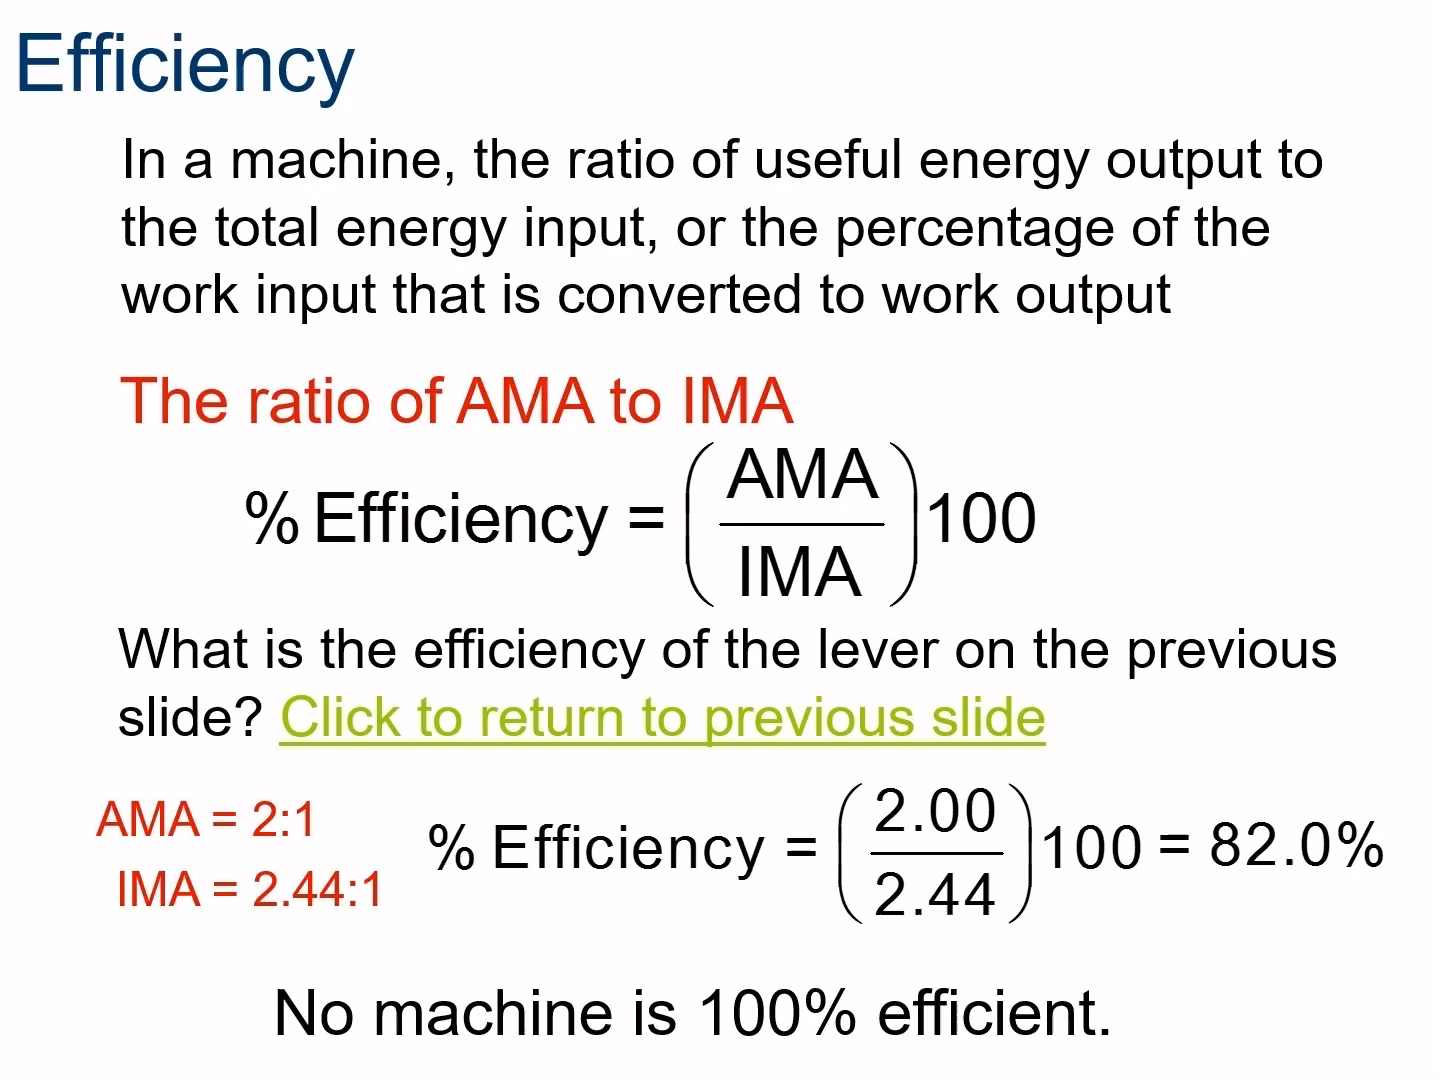 Efficiency
In a machine, the ratio of useful energy output to
the total energy input, or the percentage of the
work input that is converted to work output
The ratio of AMA to IMA
% Efficiency = (AMA/IMA)100
What is the efficiency of the lever on the previous
slide? Click to return to previous slide
AMA = 2:1
IMA = 2.44:1
% Efficiency = (2.00/2.44)100 = 82.0%
No machine is 100% efficient.